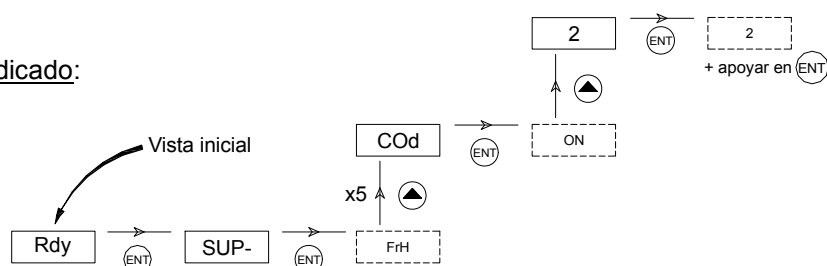 2 ENT 2
+ apoyar en ENT
dicado:
Vista inicial
COd ENT ON
x5
Rdy ENT SUP- ENT FrH